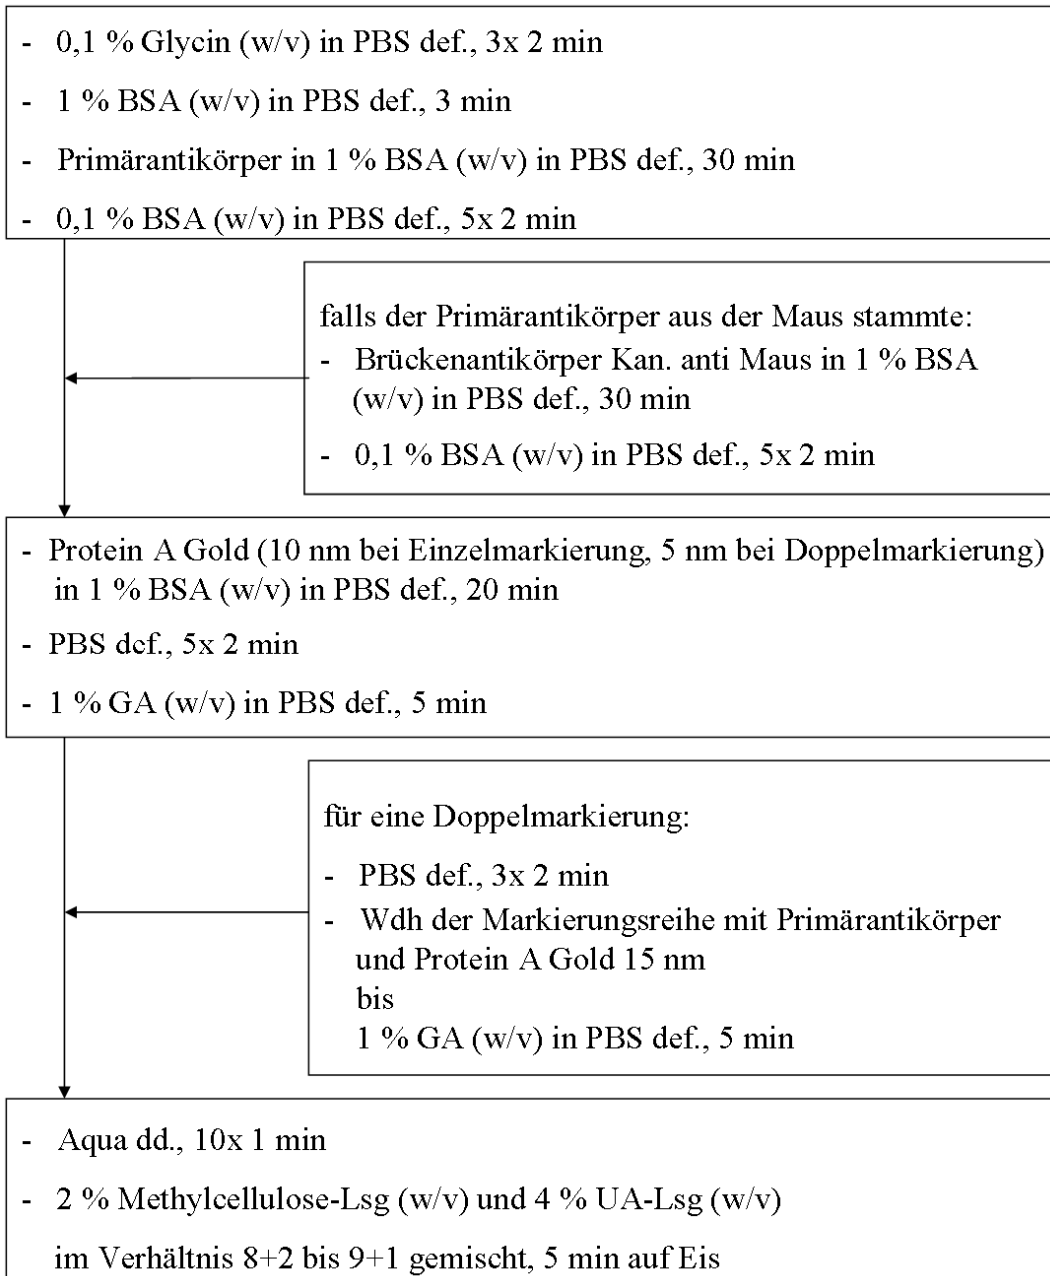 - 0,1 % Glycin (w/v) in PBS def., 3x 2 min
- 1 % BSA (w/v) in PBS def., 3 min
- Primärantikörper in 1 % BSA (w/v) in PBS def., 30 min
- 0,1 % BSA (w/v) in PBS def., 5x 2 min
falls der Primärantikörper aus der Maus stammte:
- Brückenantikörper Kan. anti Maus in 1 % BSA
(w/v) in PBS def., 30 min
- 0,1 % BSA (w/v) in PBS def., 5x 2 min
- Protein A Gold (10 nm bei Einzelmarkierung, 5 nm bei Doppelmarkierung)
in 1 % BSA (w/v) in PBS def., 20 min
- PBS def., 5x 2 min
- 1 % GA (w/v) in PBS def., 5 min
für eine Doppelmarkierung:
- PBS def., 3x 2 min
- Wdh der Markierungsreihe mit Primärantikörper
und Protein A Gold 15 nm
bis
1 % GA (w/v) in PBS def., 5 min
- Aqua dd., 10x 1 min
- 2 % Methylcellulose-Lsg (w/v) und 4 % UA-Lsg (w/v)
im Verhältnis 8+2 bis 9+1 gemischt, 5 min auf Eis